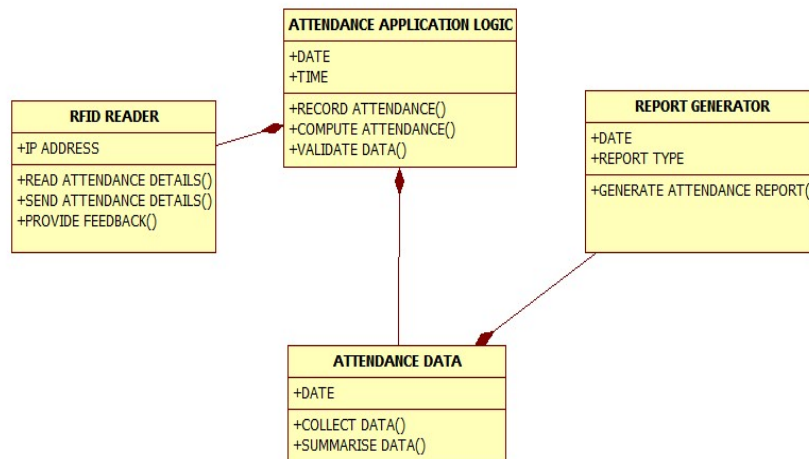 ATTENDANCE APPLICATION LOGIC
+DATE
+TIME
+RECORD ATTENDANCE()
+COMPUTE ATTENDANCE()
+VALIDATE DATA()
RFID READER
+IP ADDRESS
+READ ATTENDANCE DETAILS()
+SEND ATTENDANCE DETAILS()
+PROVIDE FEEDBACK()
REPORT GENERATOR
+DATE
+REPORT TYPE
+GENERATE ATTENDANCE REPORT(
ATTENDANCE DATA
+DATE
+COLLECT DATA()
+SUMMARISE DATA()